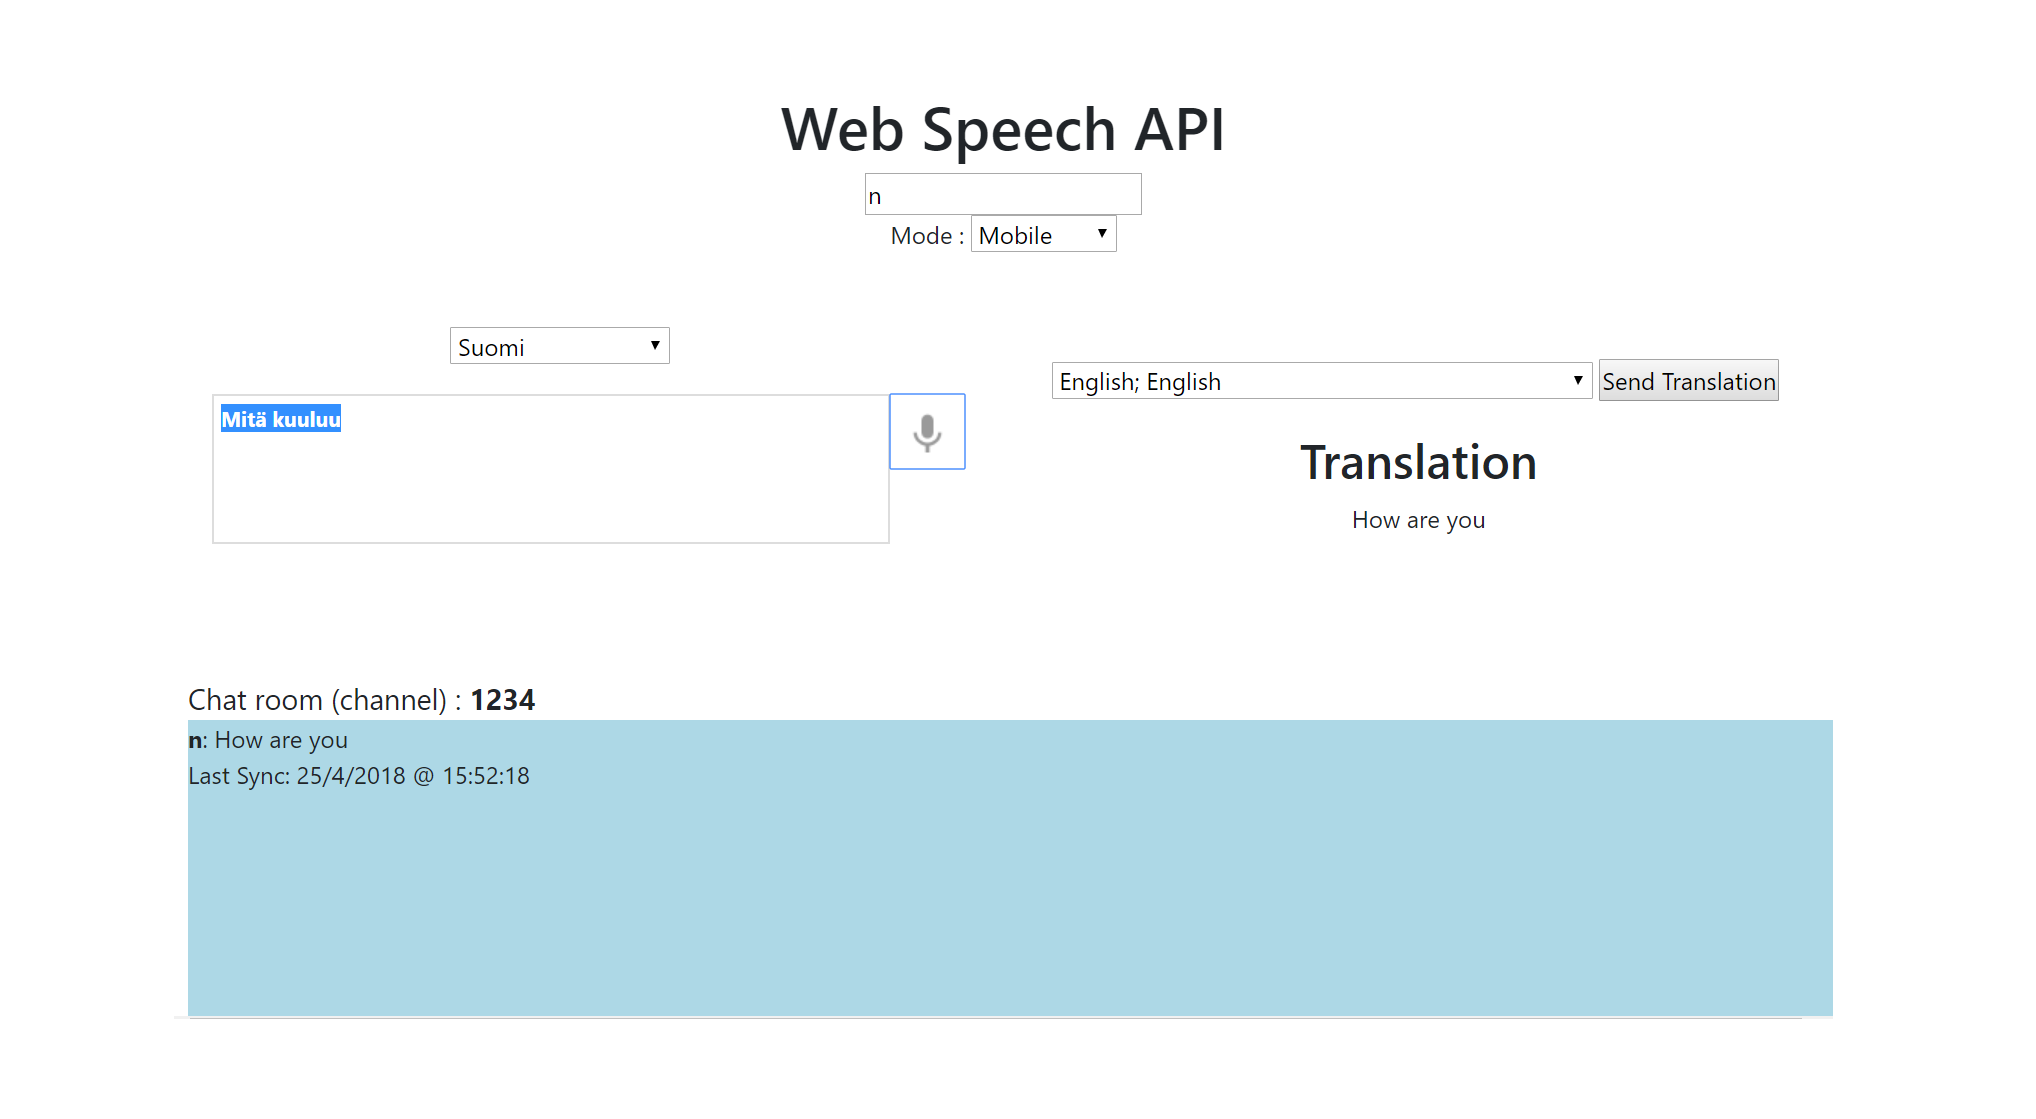 Web Speech API
n
Mode : Mobile
Suomi
Mitä kuuluu
English; English Send Translation
Translation
How are you
Chat room (channel) : 1234
n: How are you
Last Sync: 25/4/2018 @ 15:52:18